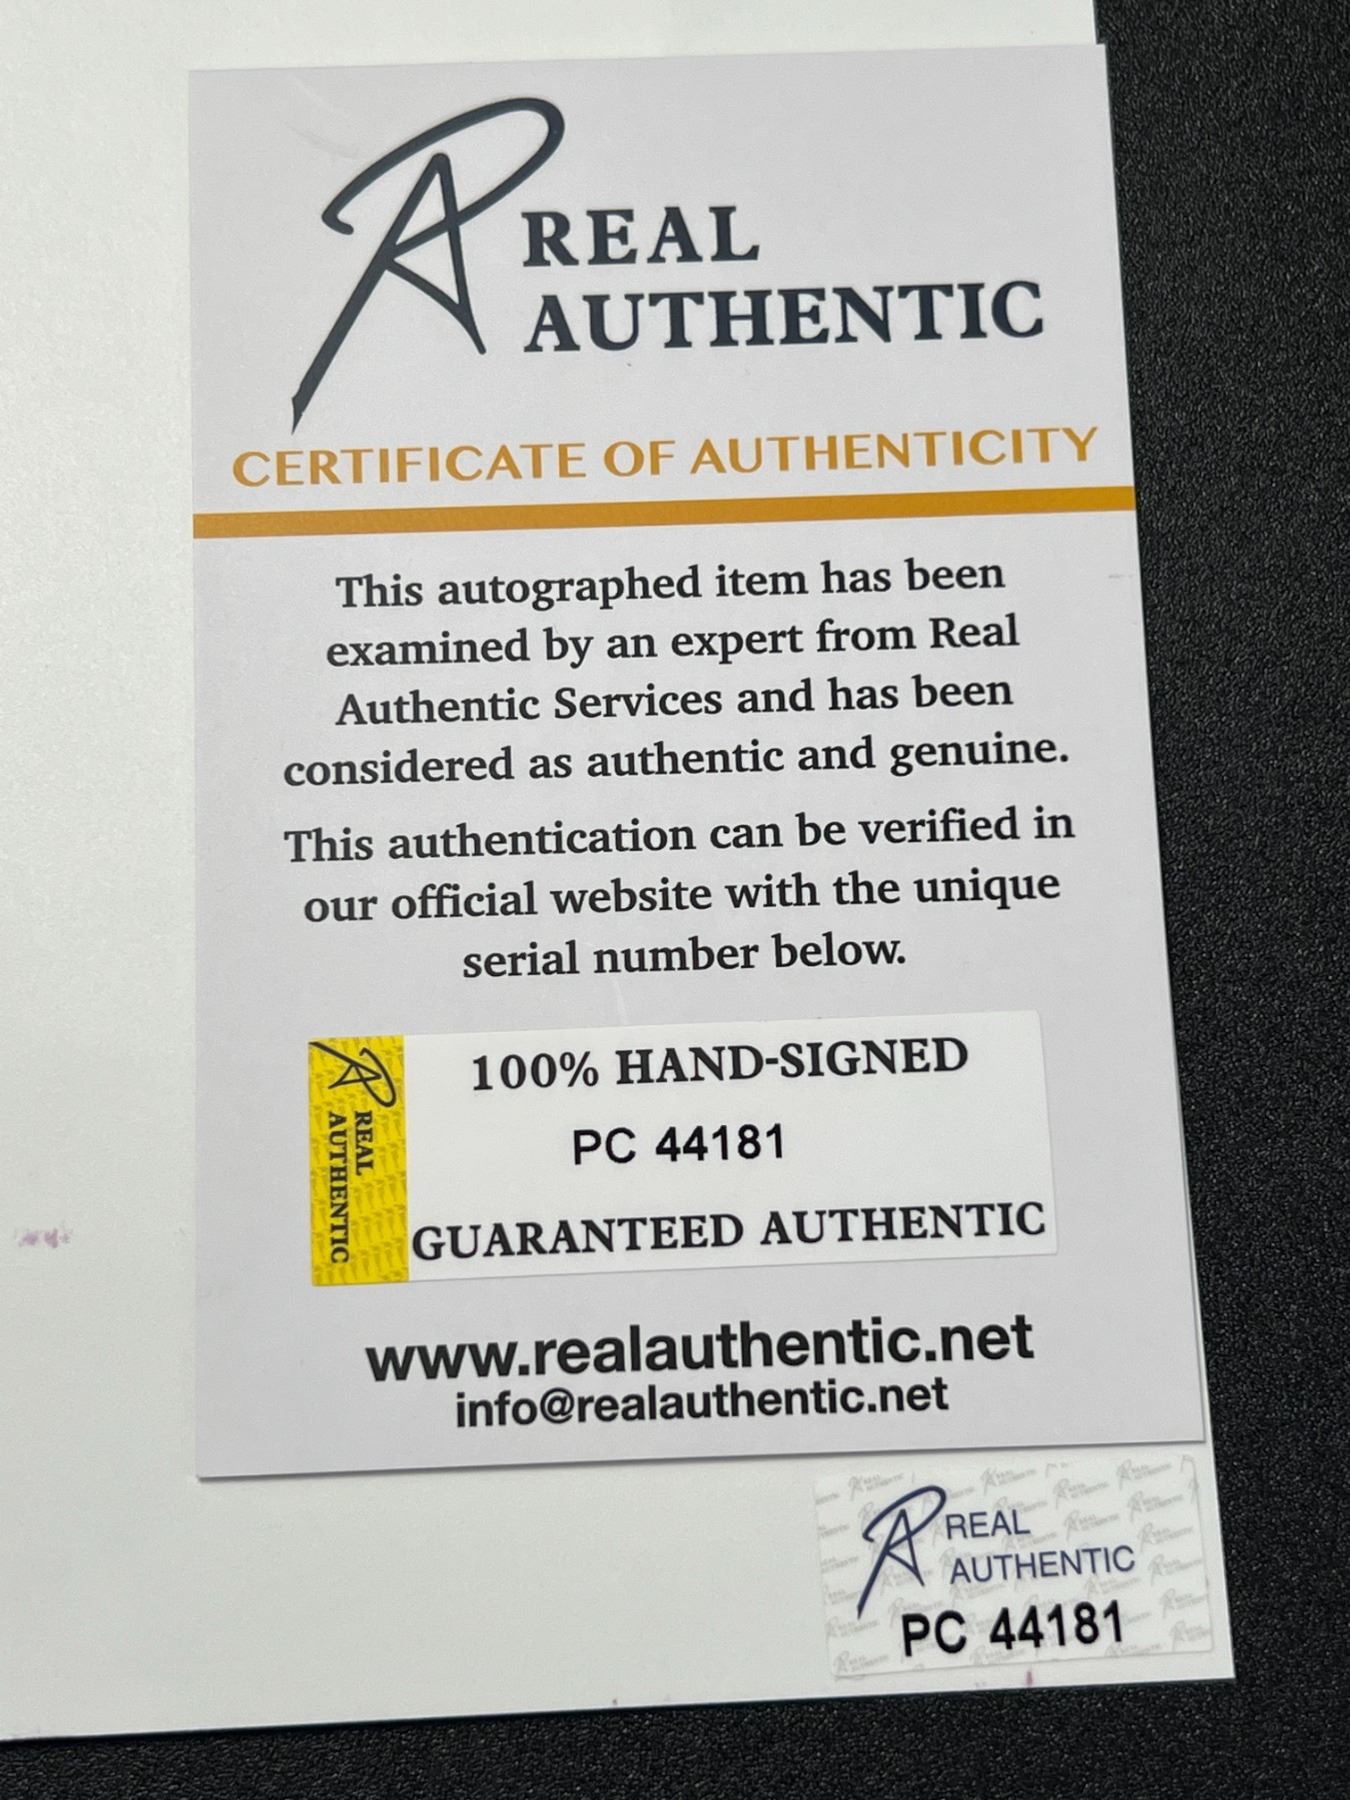 REAL
AUTHENTIC
CERTIFICATE OF AUTHENTICITY
This autographed item has been
examined by an expert from Real
Authentic Services and has been
considered as authentic and genuine.
This authentication can be verified in
our official website with the unique
serial number below.
REAL
AUTHENTIC
100% HAND-SIGNED
PC 44181
GUARANTEED AUTHENTIC
www.realauthentic.net
info@realauthentic.net
REAL
AUTHENTIC
PC 44181